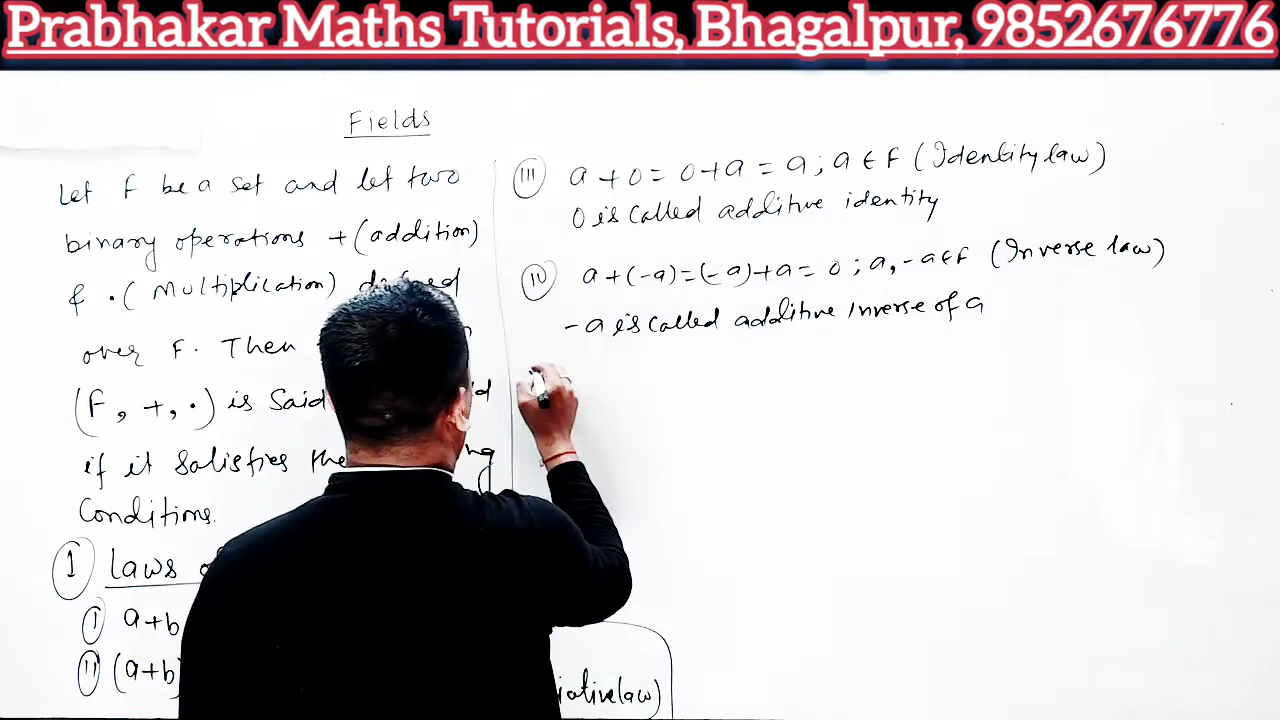 Prabhakar Maths Tutorials, Bhagalpur, 9852676776
Fields
Let F be a set and let two
binary operations + (addition)
& . (Multiplication)
over F. Then
(F, +, .) is Said
if it satisfies the
Conditions.
I Laws
I a+b
II (a+b)
iative law)
III a + 0 = 0 + a = a ; a ∈ F (Identity law)
0 is called additive identity
IV a + (-a) = (-a) + a = 0 ; a, -a ∈ F (Inverse law)
-a is called additive inverse of a